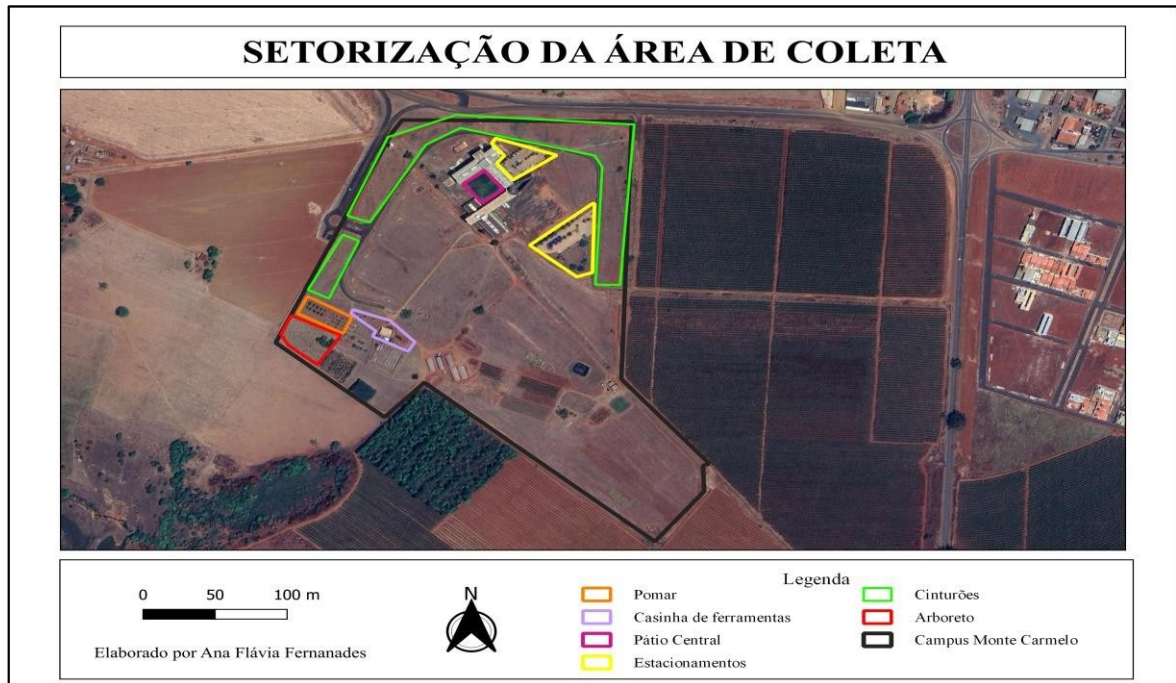 SETORIZAÇÃO DA ÁREA DE COLETA
0 50 100 m
Elaborado por Ana Flávia Fernanades
N
Legenda
Pomar
Casinha de ferramentas
Pátio Central
Estacionamentos
Cinturões
Arboreto
Campus Monte Carmelo